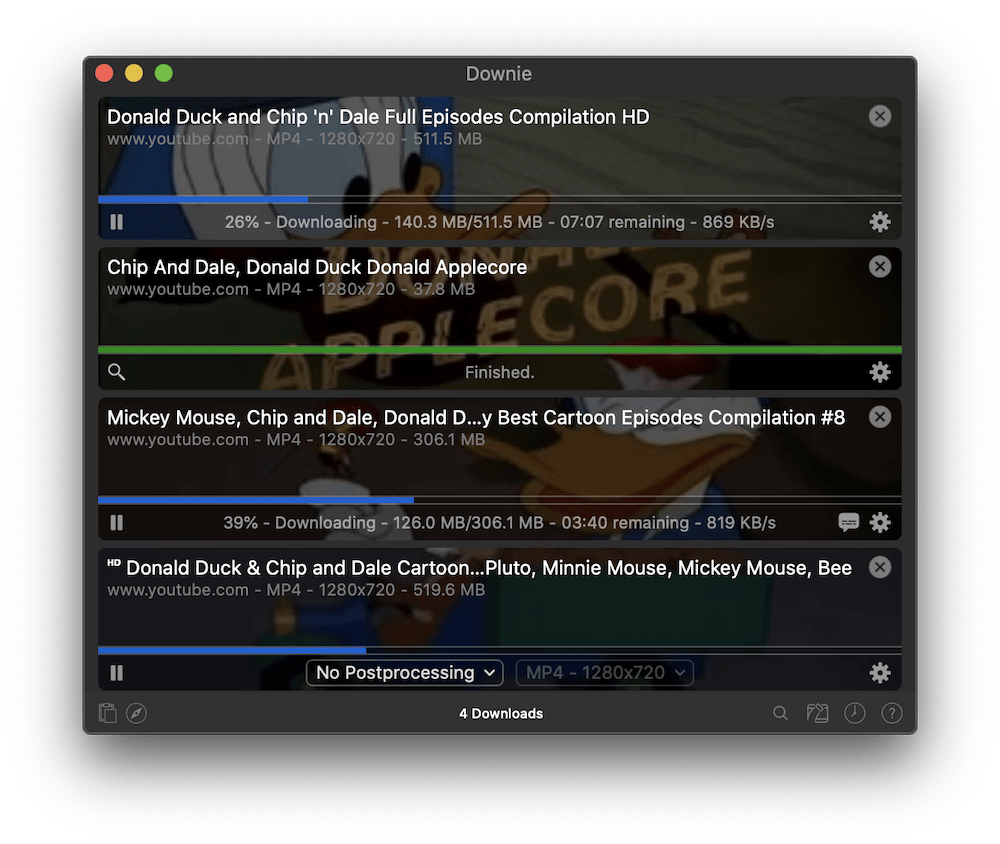 Downie
Donald Duck and Chip 'n' Dale Full Episodes Compilation HD
www.youtube.com - MP4 - 1280x720 - 511.5 MB
26% - Downloading - 140.3 MB/511.5 MB - 07:07 remaining - 869 KB/s
Chip And Dale, Donald Duck Donald Applecore
www.youtube.com - MP4 - 1280x720 - 37.8 MB
DONALD
APPLECORE
Finished.
Mickey Mouse, Chip and Dale, Donald D...y Best Cartoon Episodes Compilation #8
www.youtube.com - MP4 - 1280x720 - 306.1 MB
39% - Downloading - 126.0 MB/306.1 MB - 03:40 remaining - 819 KB/s
HD Donald Duck & Chip and Dale Cartoon...Pluto, Minnie Mouse, Mickey Mouse, Bee
www.youtube.com - MP4 - 1280x720 - 519.6 MB
No Postprocessing
MP4 - 1280x720
4 Downloads
?